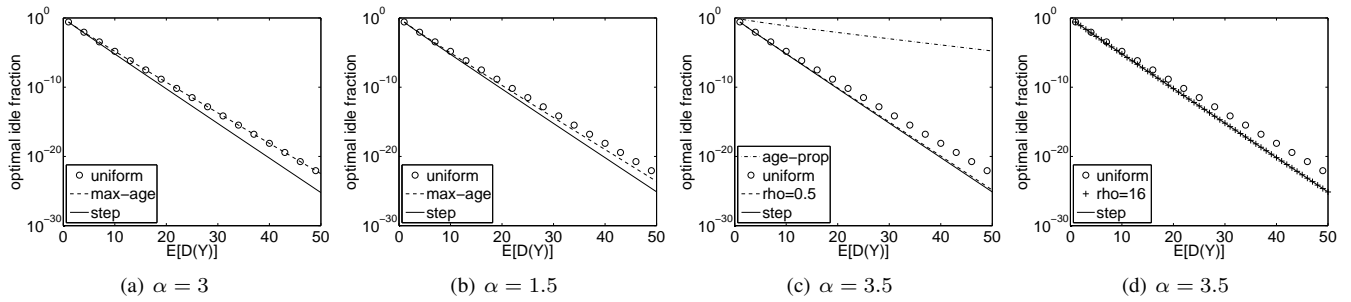 10^0
10^-10
10^-20
10^-30
optimal idle fraction
uniform
max-age
step
0 10 20 30 40 50
E[D(Y)]
(a) α = 3
10^0
10^-10
10^-20
10^-30
optimal idle fraction
uniform
max-age
step
0 10 20 30 40 50
E[D(Y)]
(b) α = 1.5
10^0
10^-10
10^-20
10^-30
optimal idle fraction
age-prop
uniform
rho=0.5
step
0 10 20 30 40 50
E[D(Y)]
(c) α = 3.5
10^0
10^-10
10^-20
10^-30
optimal idle fraction
uniform
rho=16
step
0 10 20 30 40 50
E[D(Y)]
(d) α = 3.5